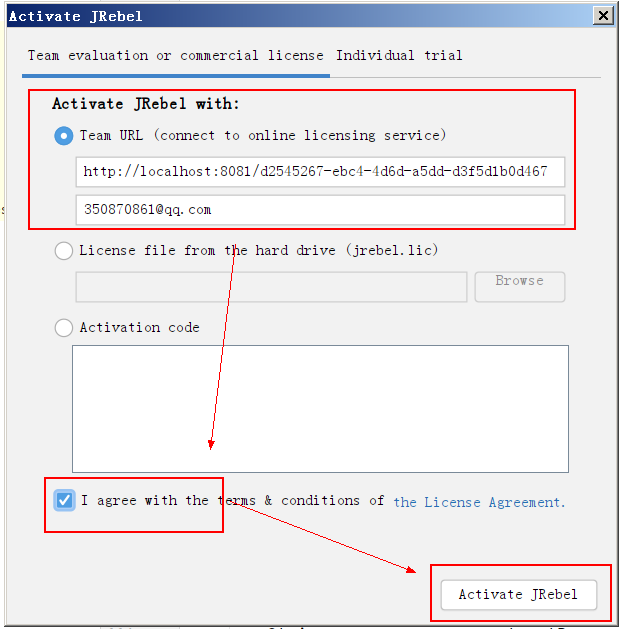 Activate JRebel
Team evaluation or commercial license Individual trial
Activate JRebel with:
Team URL (connect to online licensing service)
http://localhost:8081/d2545267-ebc4-4d6d-a5dd-d3f5d1b0d467
350870861@qq.com
License file from the hard drive (jrebel.lic)
Browse
Activation code
I agree with the terms & conditions of the License Agreement.
Activate JRebel